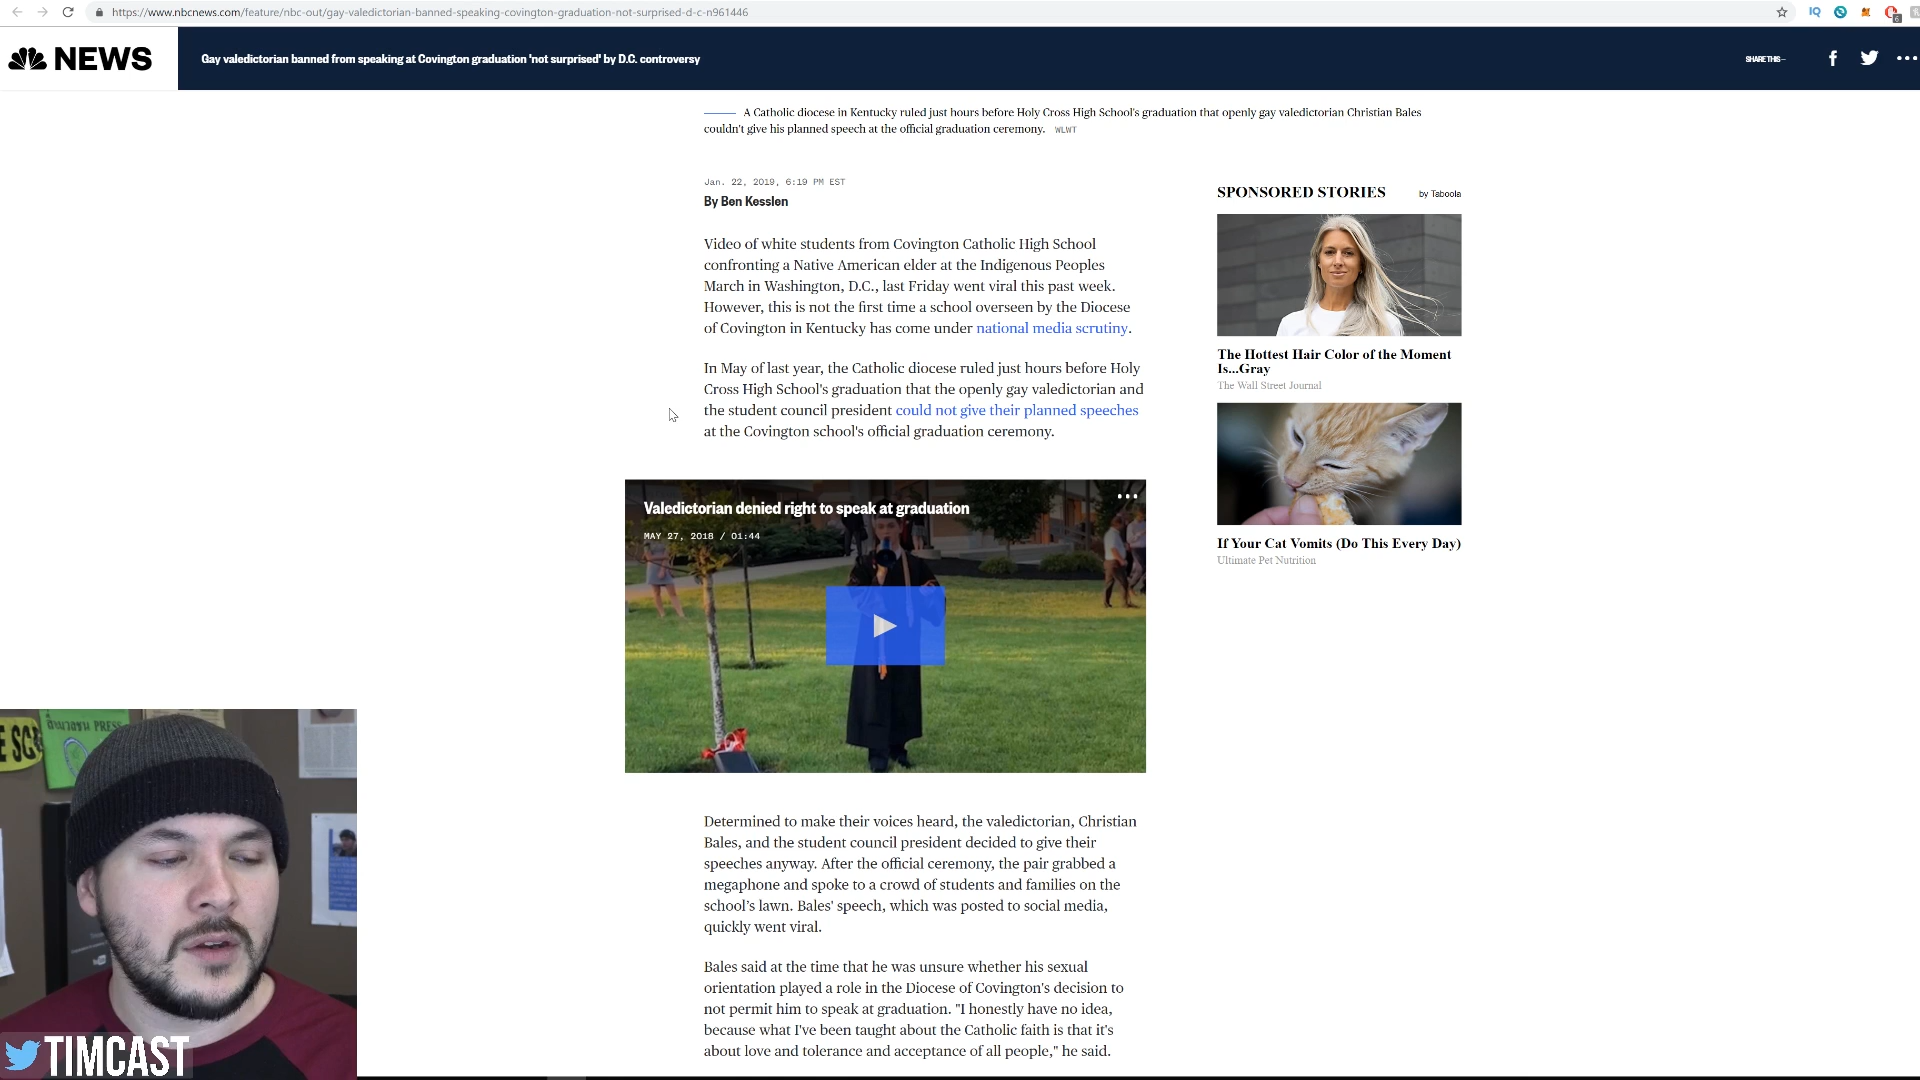 https://www.nbcnews.com/feature/nbc-out/gay-valedictorian-banned-speaking-covington-graduation-not-surprised-d-c-n961446
IQ
6
NEWS
Gay valedictorian banned from speaking at Covington graduation 'not surprised' by D.C. controversy
SHARE THIS—
A Catholic diocese in Kentucky ruled just hours before Holy Cross High School's graduation that openly gay valedictorian Christian Bales
couldn't give his planned speech at the official graduation ceremony. WLWT
Jan. 22, 2019, 6:19 PM EST
By Ben Kesslen
Video of white students from Covington Catholic High School
confronting a Native American elder at the Indigenous Peoples
March in Washington, D.C., last Friday went viral this past week.
However, this is not the first time a school overseen by the Diocese
of Covington in Kentucky has come under national media scrutiny.
In May of last year, the Catholic diocese ruled just hours before Holy
Cross High School's graduation that the openly gay valedictorian and
the student council president could not give their planned speeches
at the Covington school's official graduation ceremony.
Valedictorian denied right to speak at graduation
MAY 27, 2018 / 01:44
Determined to make their voices heard, the valedictorian, Christian
Bales, and the student council president decided to give their
speeches anyway. After the official ceremony, the pair grabbed a
megaphone and spoke to a crowd of students and families on the
school's lawn. Bales' speech, which was posted to social media,
quickly went viral.
Bales said at the time that he was unsure whether his sexual
orientation played a role in the Diocese of Covington's decision to
not permit him to speak at graduation. "I honestly have no idea,
because what I've been taught about the Catholic faith is that it's
about love and tolerance and acceptance of all people," he said.
SPONSORED STORIES
by Taboola
The Hottest Hair Color of the Moment
Is...Gray
The Wall Street Journal
If Your Cat Vomits (Do This Every Day)
Ultimate Pet Nutrition
E SC
PRESS
TIMCAST